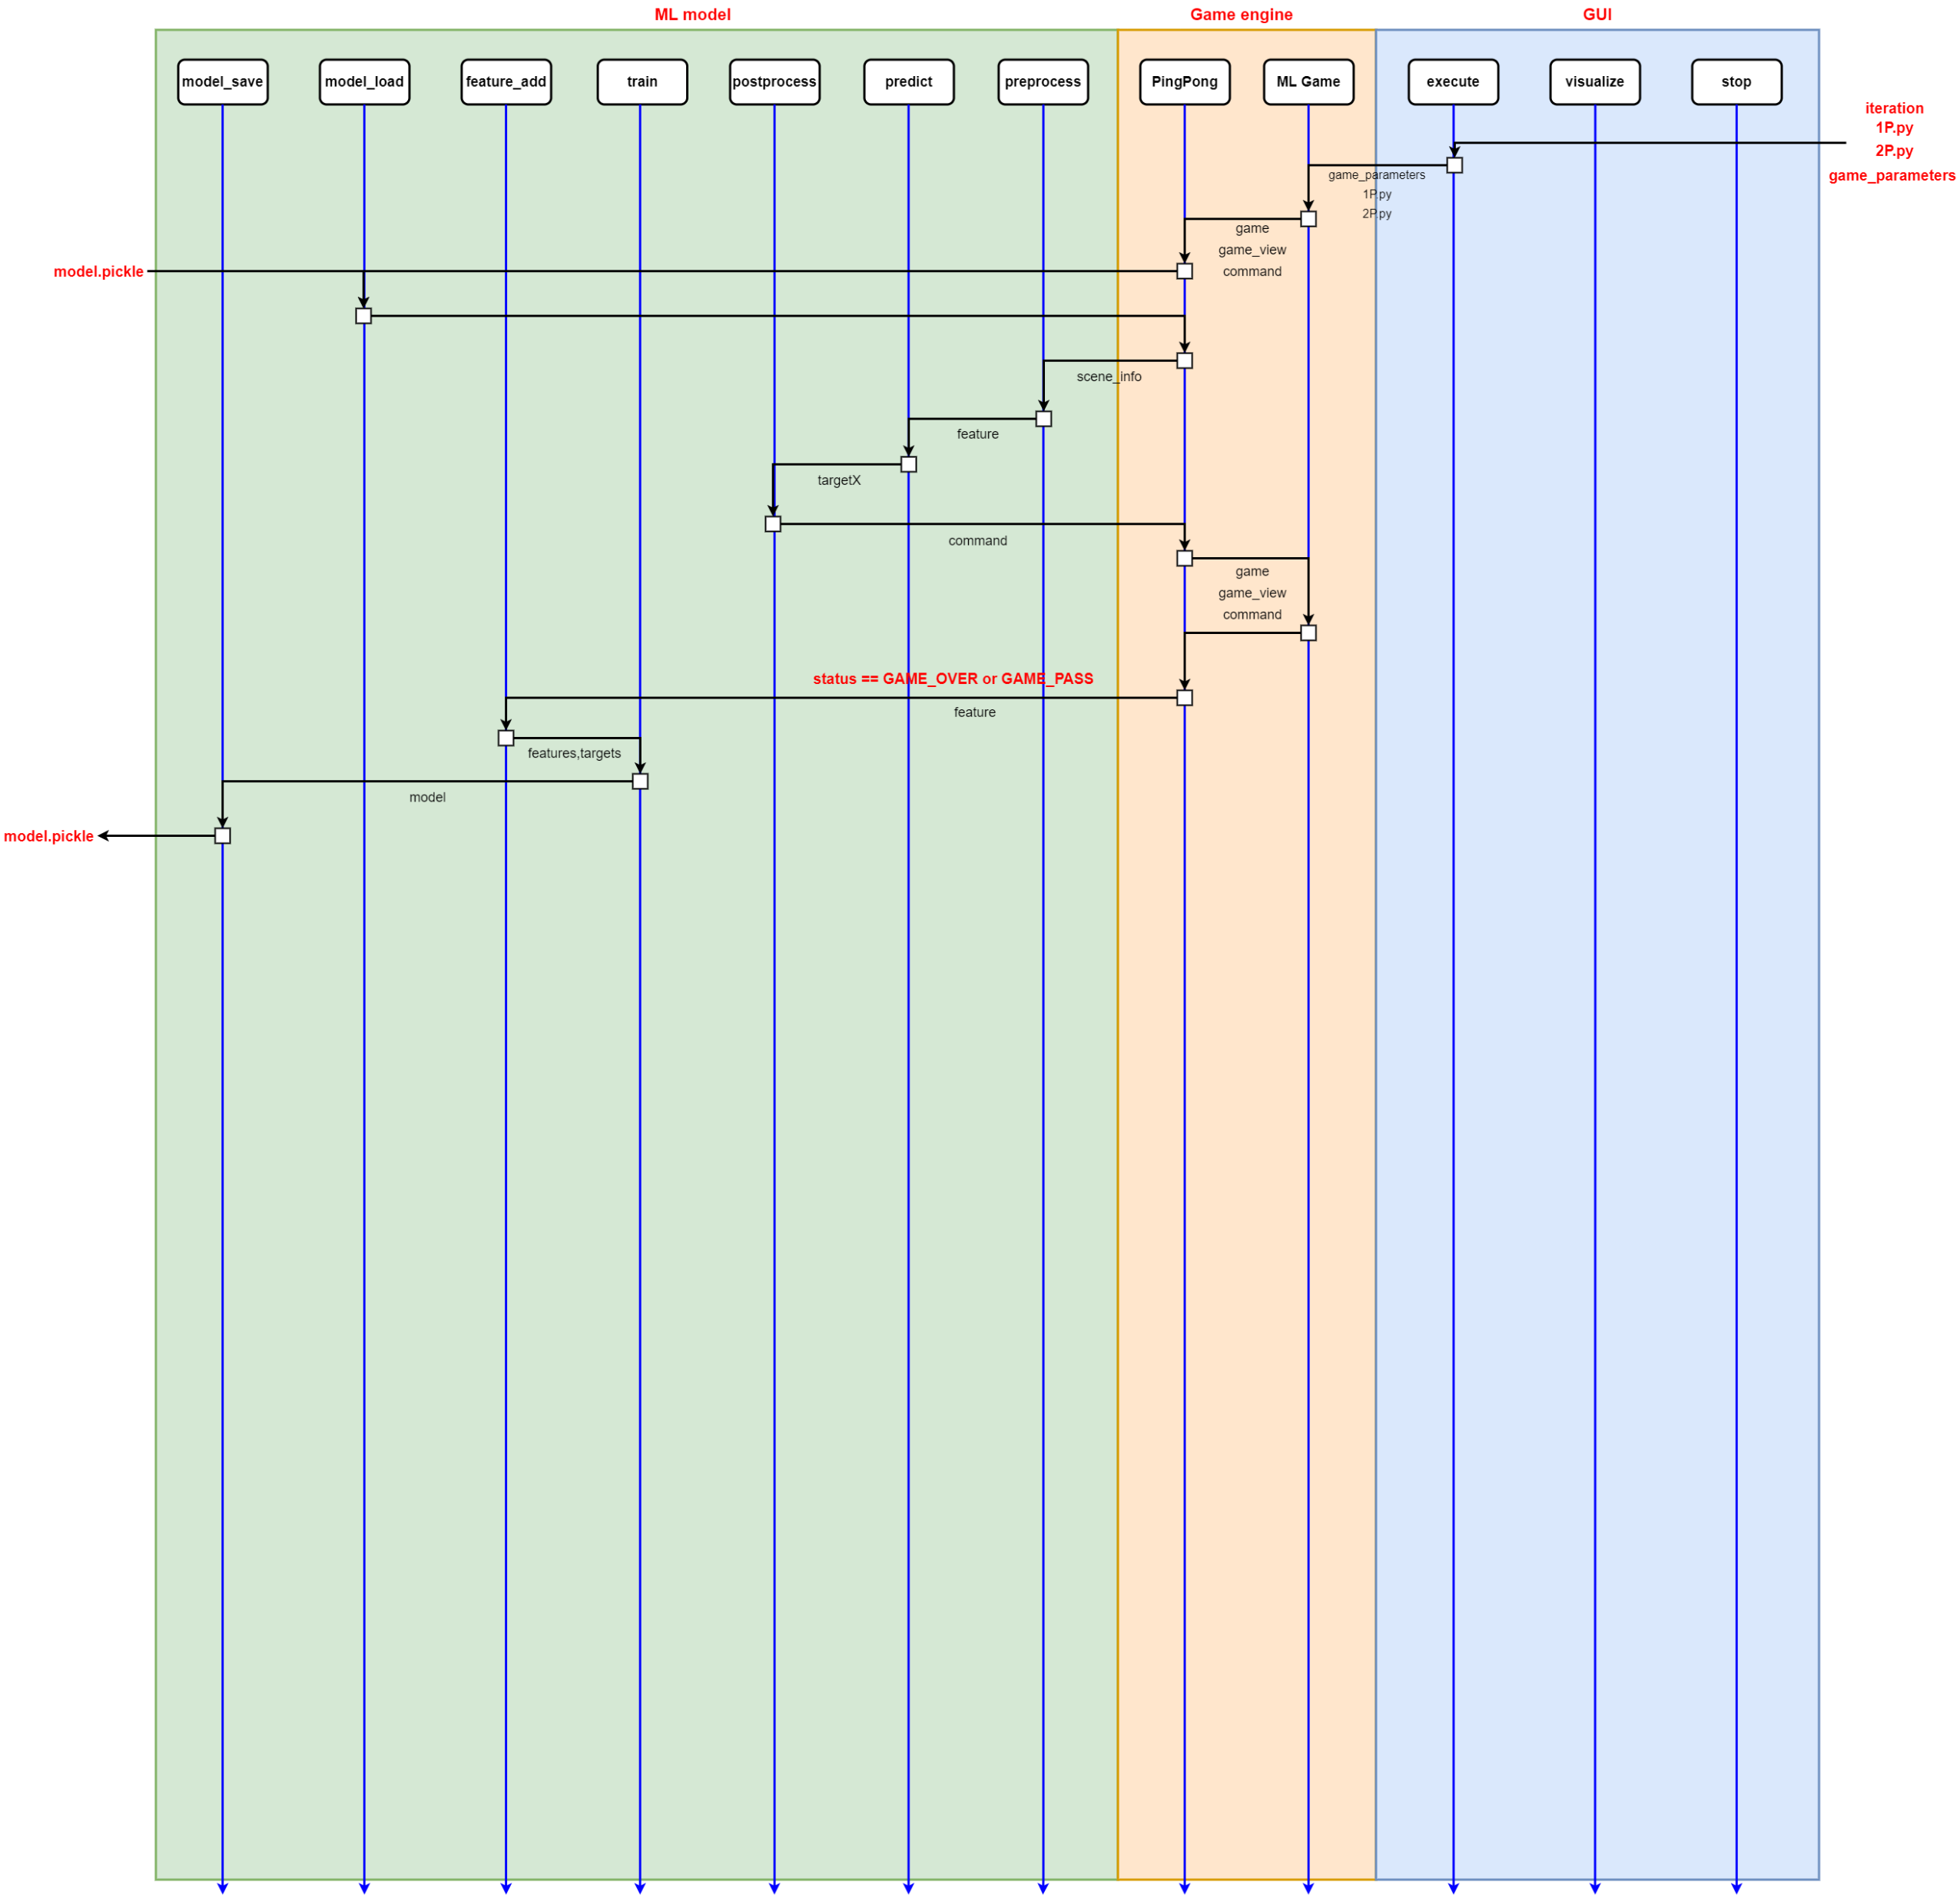 ML model
Game engine
GUI
model_save
model_load
feature_add
train
postprocess
predict
preprocess
PingPong
ML Game
execute
visualize
stop
iteration
1P.py
2P.py
game_parameters
game_parameters
1P.py
2P.py
game
game_view
command
model.pickle
scene_info
feature
targetX
command
game
game_view
command
status == GAME_OVER or GAME_PASS
feature
features,targets
model
model.pickle